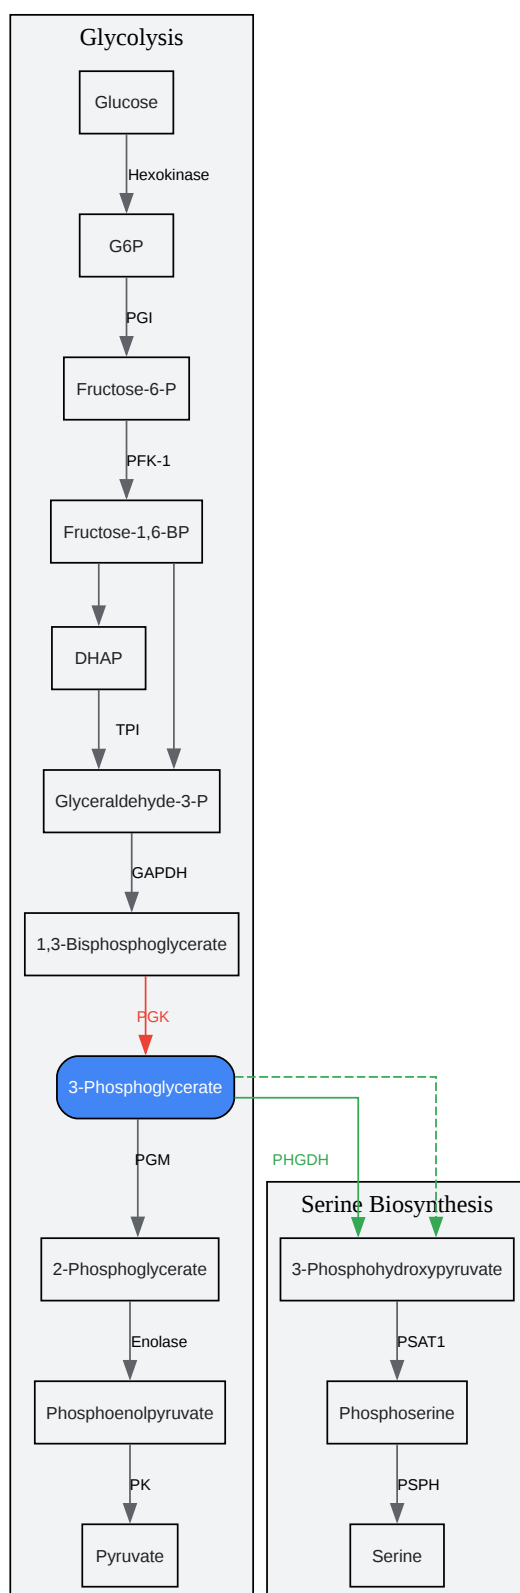 Glycolysis
Glucose
Hexokinase
G6P
PGI
Fructose-6-P
PFK-1
Fructose-1,6-BP
DHAP
TPI
Glyceraldehyde-3-P
GAPDH
1,3-Bisphosphoglycerate
PGK
3-Phosphoglycerate
PGM
PHGDH
Serine Biosynthesis
2-Phosphoglycerate
3-Phosphohydroxypyruvate
Enolase
PSAT1
Phosphoenolpyruvate
Phosphoserine
PK
PSPH
Pyruvate
Serine